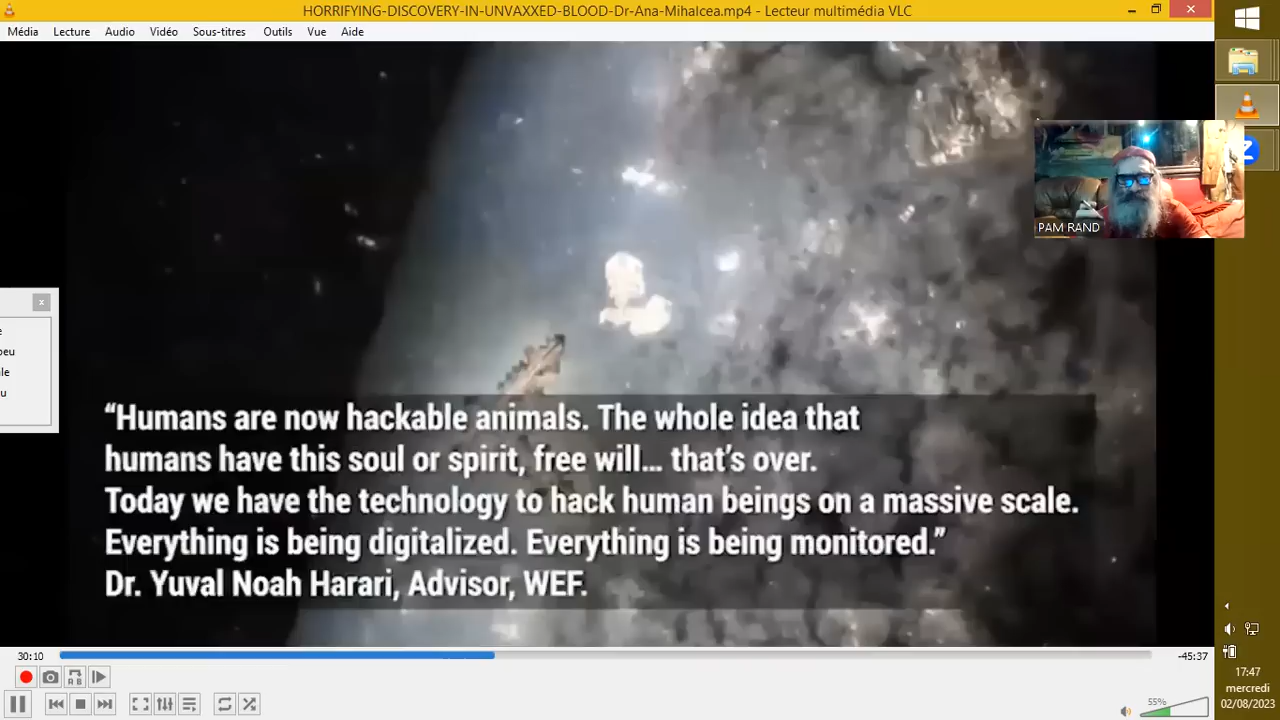 HORRIFYING-DISCOVERY-IN-UNVAXXED-BLOOD-Dr-Ana-Mihalcea.mp4 - Lecteur multimédia VLC
Média Lecture Audio Vidéo Sous-titres Outils Vue Aide
PAM RAND
“Humans are now hackable animals. The whole idea that
humans have this soul or spirit, free will... that’s over.
Today we have the technology to hack human beings on a massive scale.
Everything is being digitalized. Everything is being monitored.”
Dr. Yuval Noah Harari, Advisor, WEF.
30:10
-45:37
55%
17:47
mercredi
02/08/2023